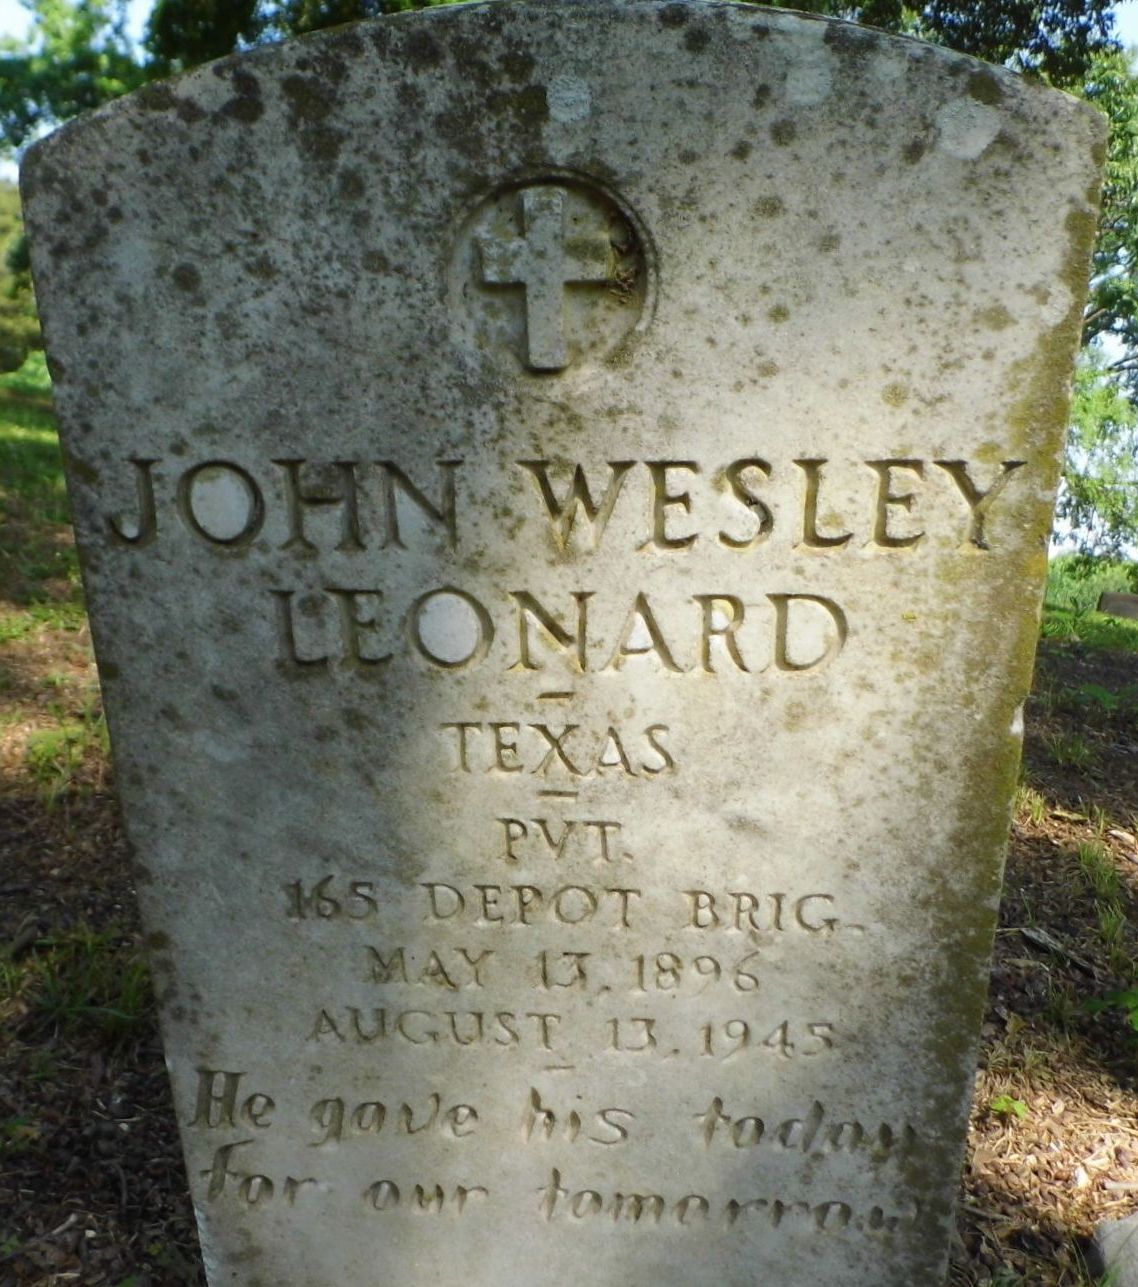 JOHN WESLEY
LEONARD
TEXAS
PVT.
165 DEPOT BRIG.
MAY 13, 1896
AUGUST 13, 1945
He gave his today
for our tomorrow